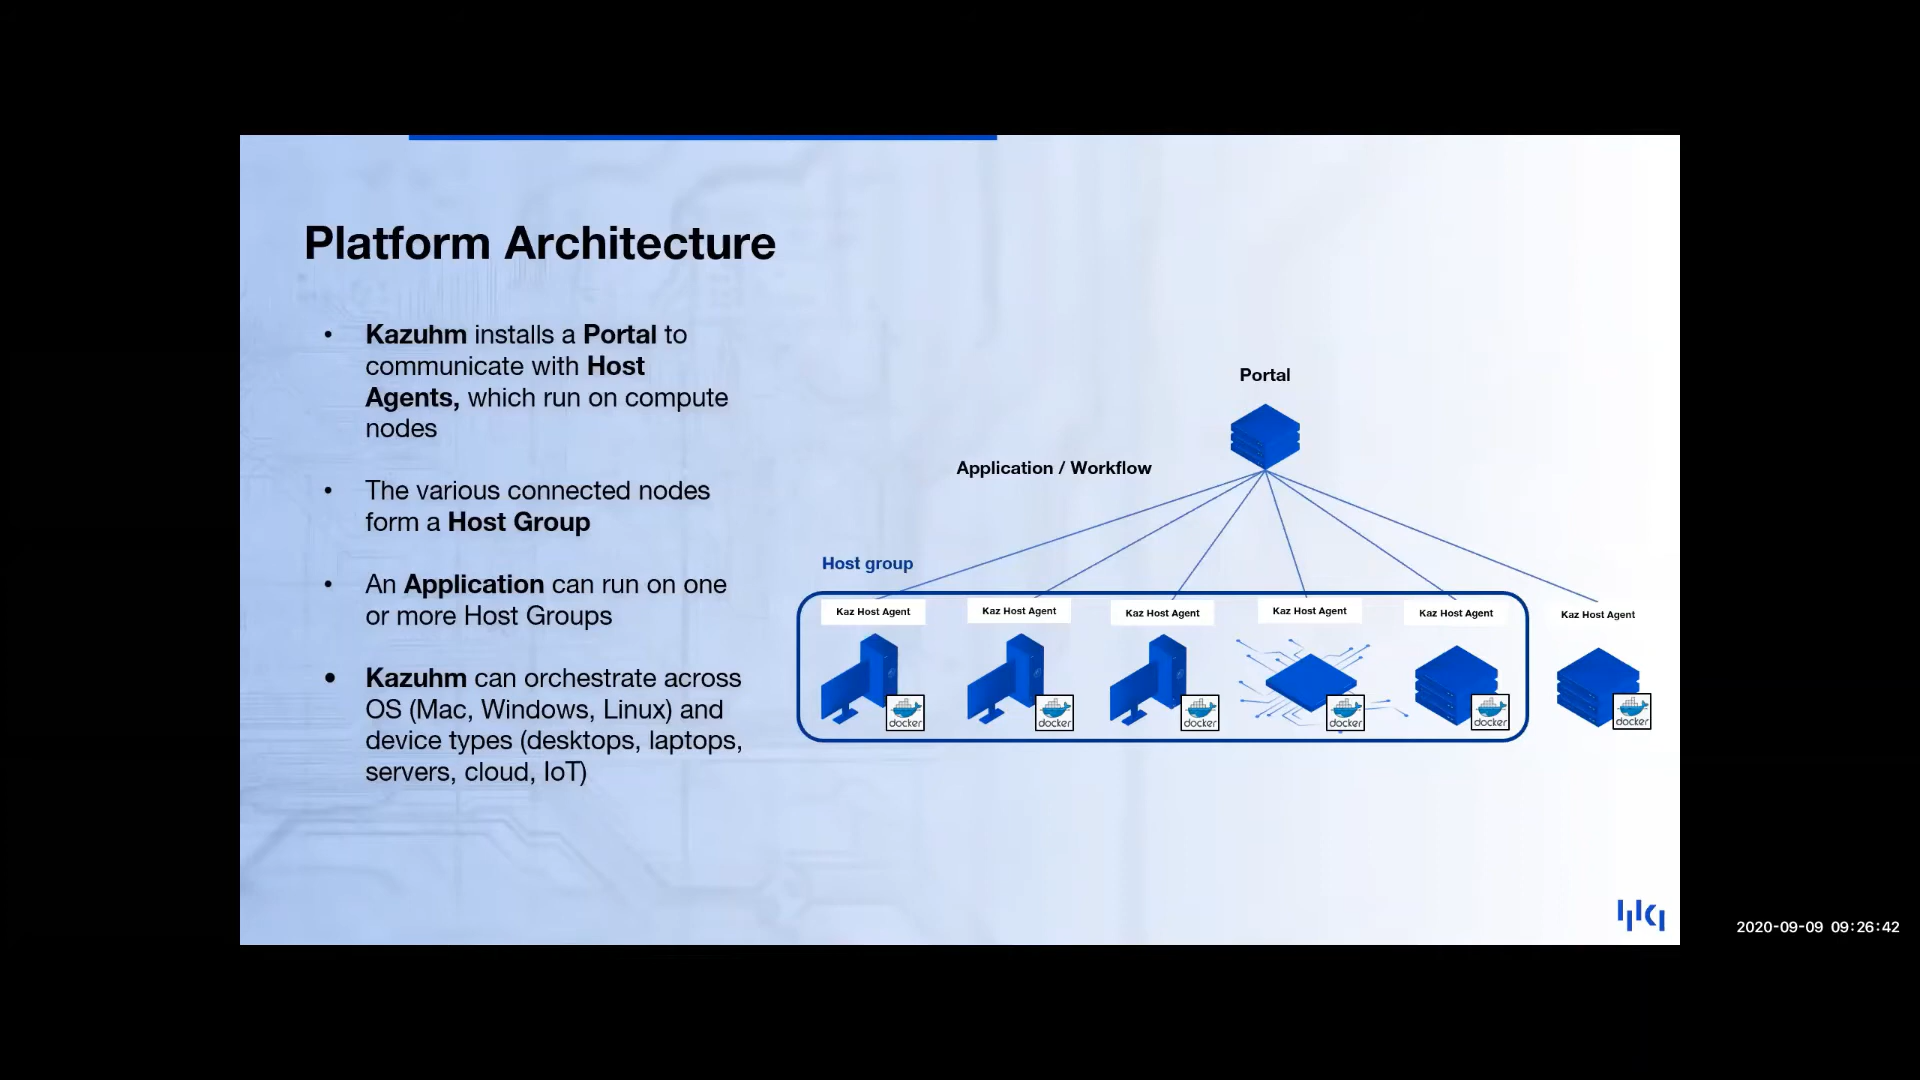 Platform Architecture
• Kazuhm installs a Portal to
communicate with Host
Agents, which run on compute
nodes
• The various connected nodes
form a Host Group
• An Application can run on one
or more Host Groups
• Kazuhm can orchestrate across
OS (Mac, Windows, Linux) and
device types (desktops, laptops,
servers, cloud, IoT)
Portal
Application / Workflow
Host group
Kaz Host Agent
Kaz Host Agent
Kaz Host Agent
Kaz Host Agent
Kaz Host Agent
Kaz Host Agent
docker
docker
docker
docker
docker
docker
2020-09-09 09:26:42